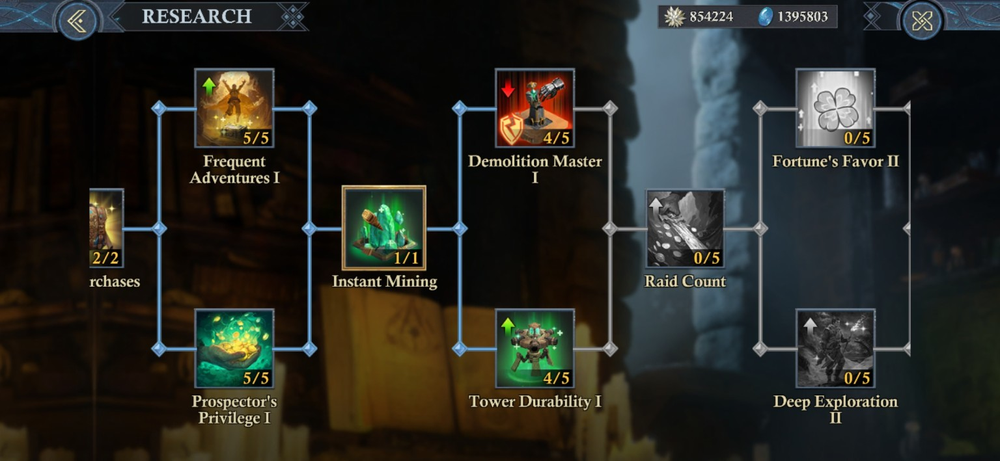 RESEARCH
854224
1395803
5/5
Frequent
Adventures I
4/5
Demolition Master
I
0/5
Fortune's Favor II
2/2
rchases
1/1
Instant Mining
0/5
Raid Count
5/5
Prospector's
Privilege I
4/5
Tower Durability I
0/5
Deep Exploration
II